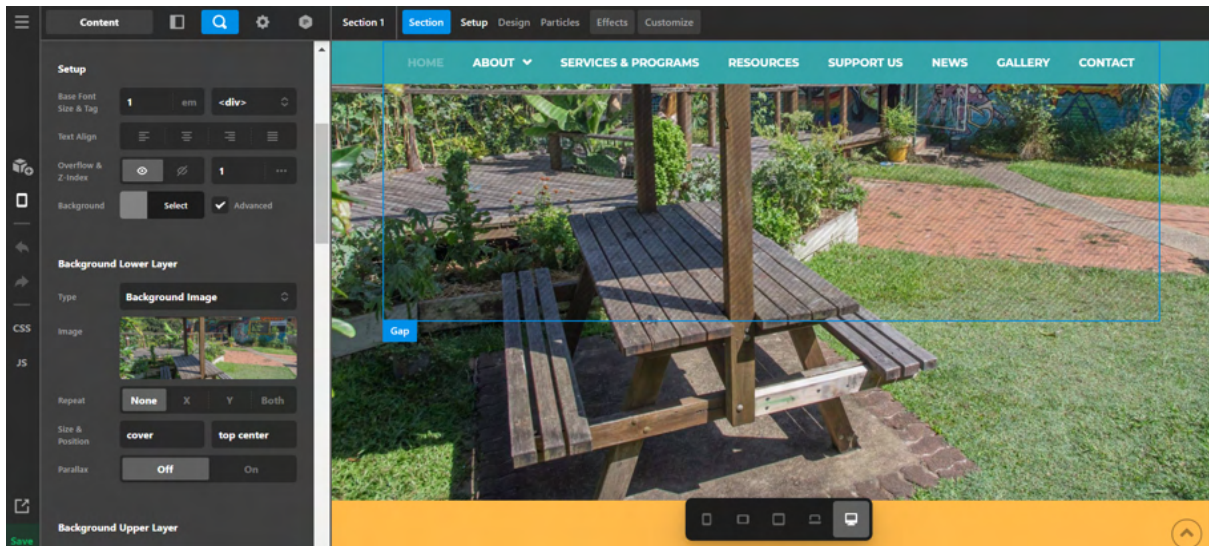 Content
Section 1 Section Setup Design Particles Effects Customize
HOME ABOUT SERVICES & PROGRAMS RESOURCES SUPPORT US NEWS GALLERY CONTACT
Setup
Base Font
Size & Tag
1 em <div>
Text Align
Overflow &
Z-Index
1
Background Select Advanced
Background Lower Layer
Type Background Image
Image
Repeat None X Y Both
Size &
Position
cover top center
Parallax Off On
Background Upper Layer
CSS
JS
Save
Gap